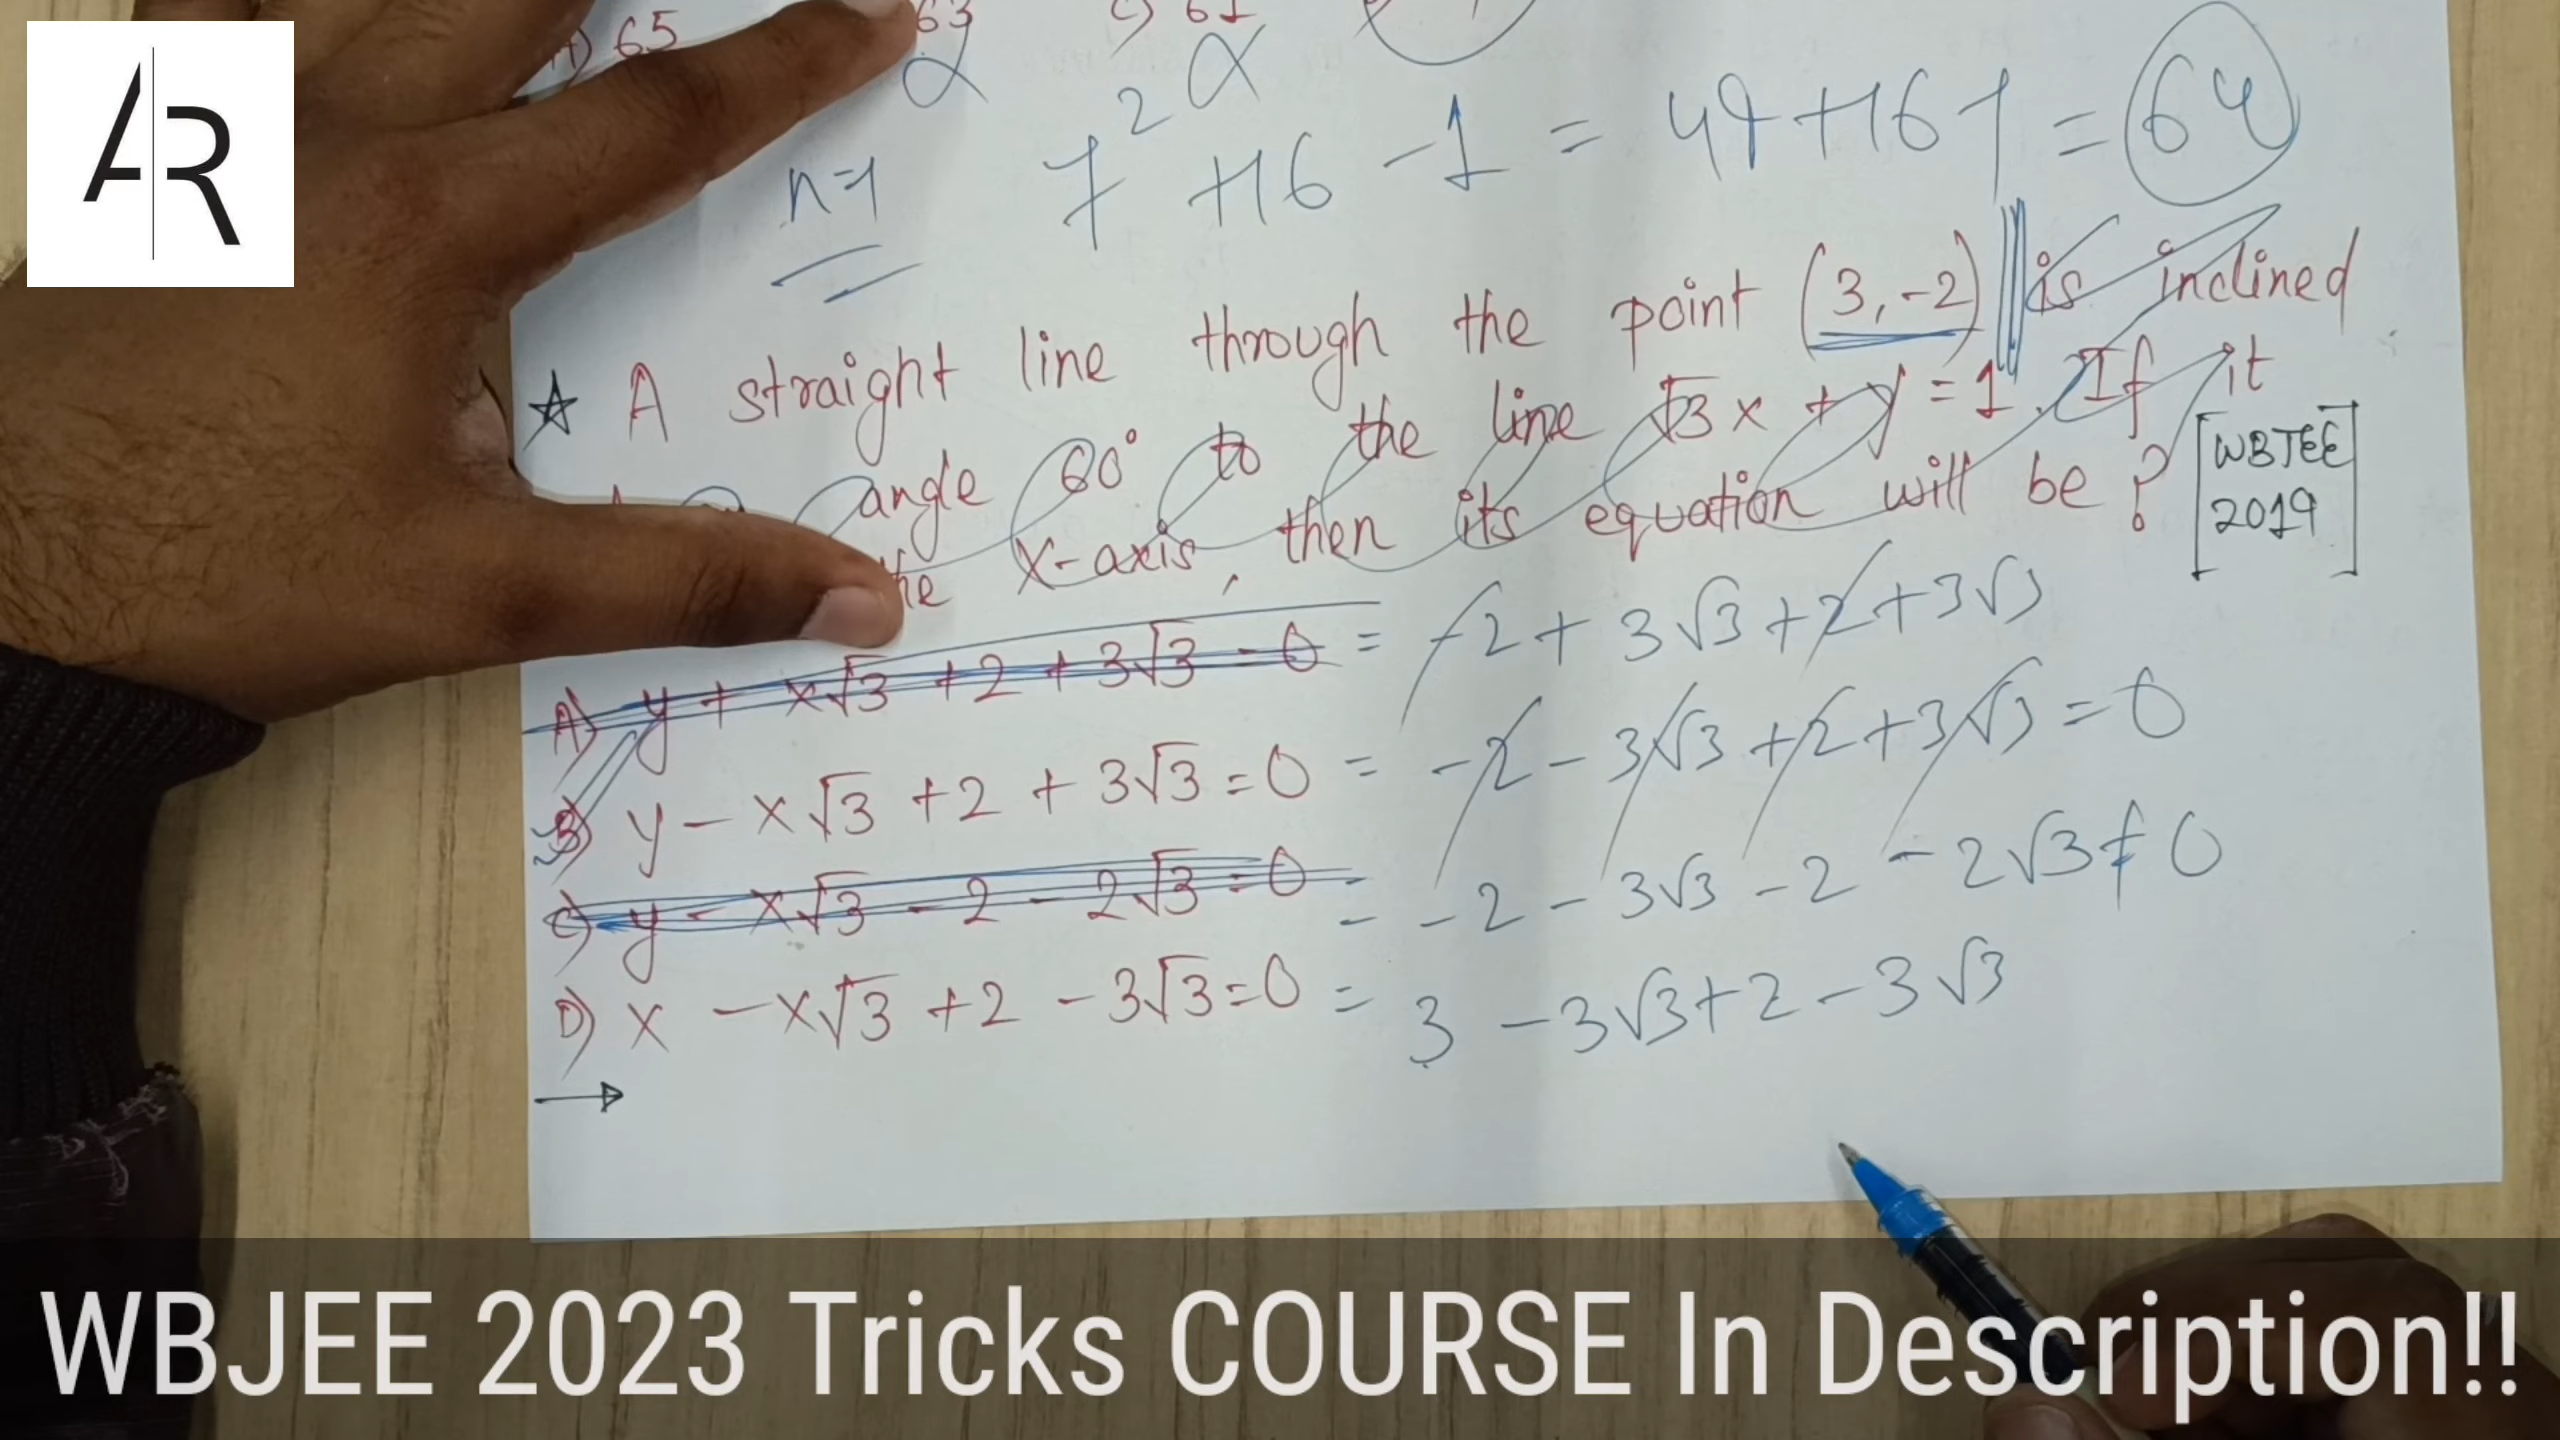 AR
65 63 C) 61
2 α
n=1 7² +16 -1 = 49+16-1 = 64
☆ A straight line through the point (3,-2) is inclined
angle 60° to the line √3x + y = 1. If it
the x-axis, then its equation will be? [WBJEE 2019]
A) y + x√3 + 2 + 3√3 = 0 = -2 + 3√3 + 2 + 3√3
B) y - x√3 + 2 + 3√3 = 0 = -2 - 3√3 + 2 + 3√3 = 0
C) y - x√3 - 2 - 2√3 = 0 = -2 - 3√3 - 2 - 2√3 ≠ 0
D) x - x√3 + 2 - 3√3 = 0 = 3 - 3√3 + 2 - 3√3
→
WBJEE 2023 Tricks COURSE In Description!!